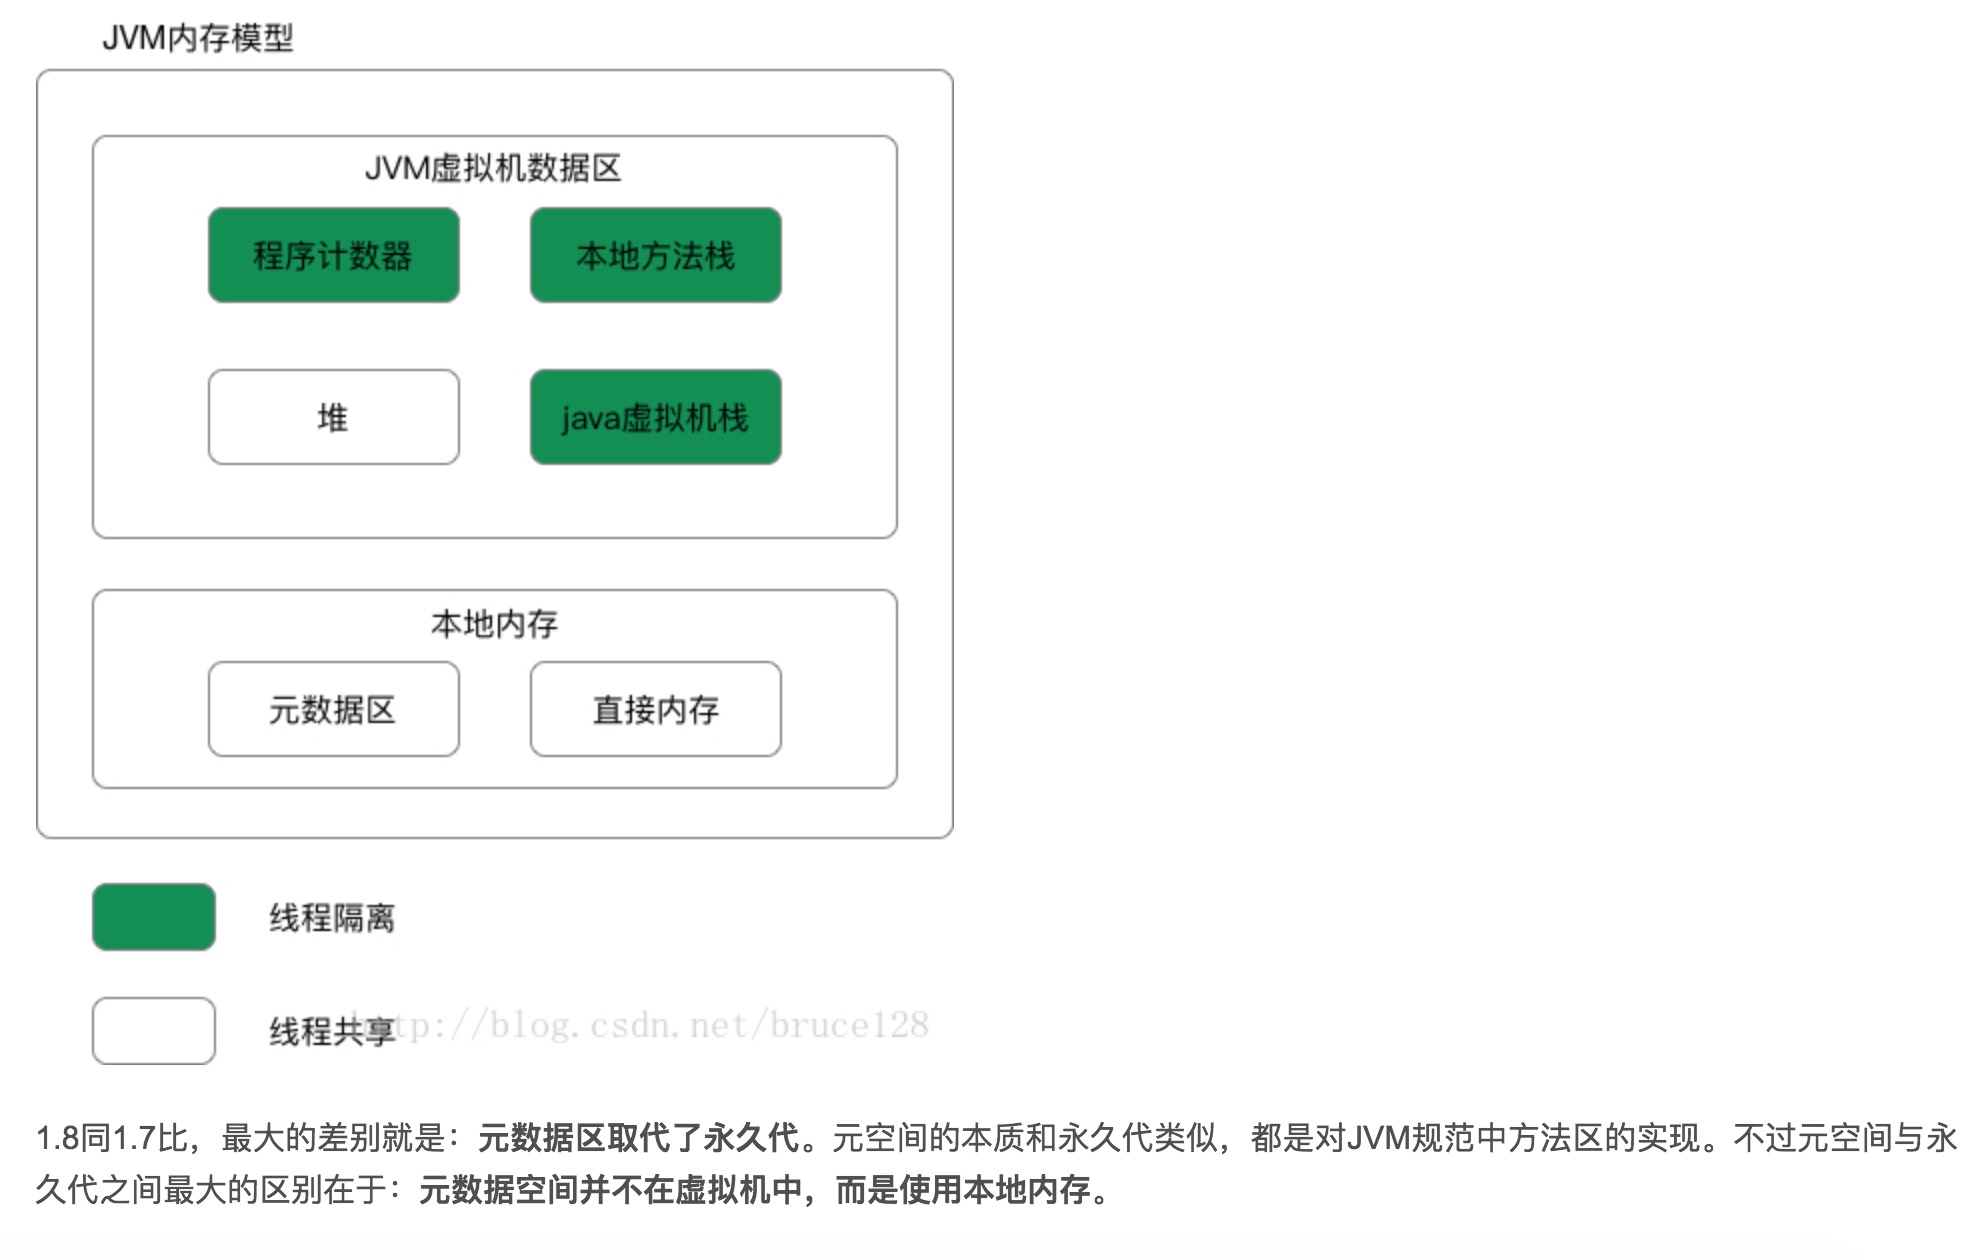 JVM内存模型
JVM虚拟机数据区
程序计数器 本地方法栈
堆 java虚拟机栈
本地内存
元数据区 直接内存
线程隔离
线程共享 http://blog.csdn.net/bruce128
1.8同1.7比，最大的差别就是：元数据区取代了永久代。元空间的本质和永久代类似，都是对JVM规范中方法区的实现。不过元空间与永
久代之间最大的区别在于：元数据空间并不在虚拟机中，而是使用本地内存。